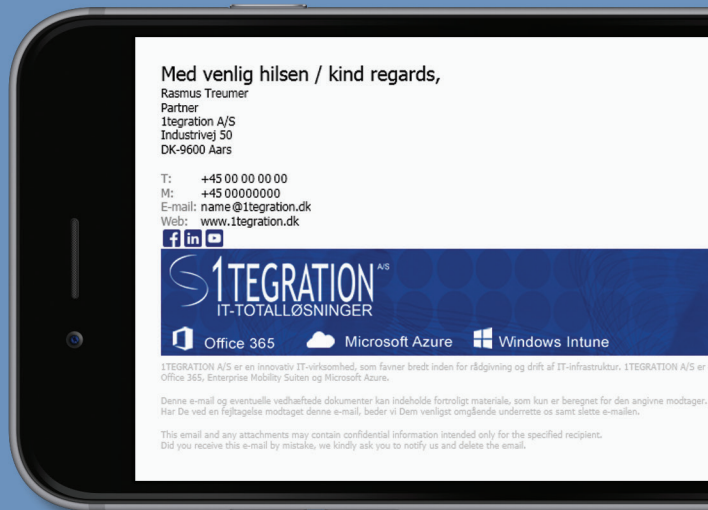 Med venlig hilsen / kind regards,
Rasmus Treumer
Partner
1tegration A/S
Industrivej 50
DK-9600 Aars
T: +45 00 00 00 00
M: +45 00000000
E-mail: name@1tegration.dk
Web: www.1tegration.dk
f in
1TEGRATION A/S
IT-TOTALLØSNINGER
Office 365 Microsoft Azure Windows Intune
1TEGRATION A/S er en innovativ IT-virksomhed, som favner bredt inden for rådgivning og drift af IT-infrastruktur. 1TEGRATION A/S er
Office 365, Enterprise Mobility Suiten og Microsoft Azure.
Denne e-mail og eventuelle vedhæftede dokumenter kan indeholde fortroligt materiale, som kun er beregnet for den angivne modtager.
Har De ved en fejltagelse modtaget denne e-mail, beder vi Dem venligst omgående underrette os samt slette e-mailen.
This email and any attachments may contain confidential information intended only for the specified recipient.
Did you receive this e-mail by mistake, we kindly ask you to notify us and delete the email.